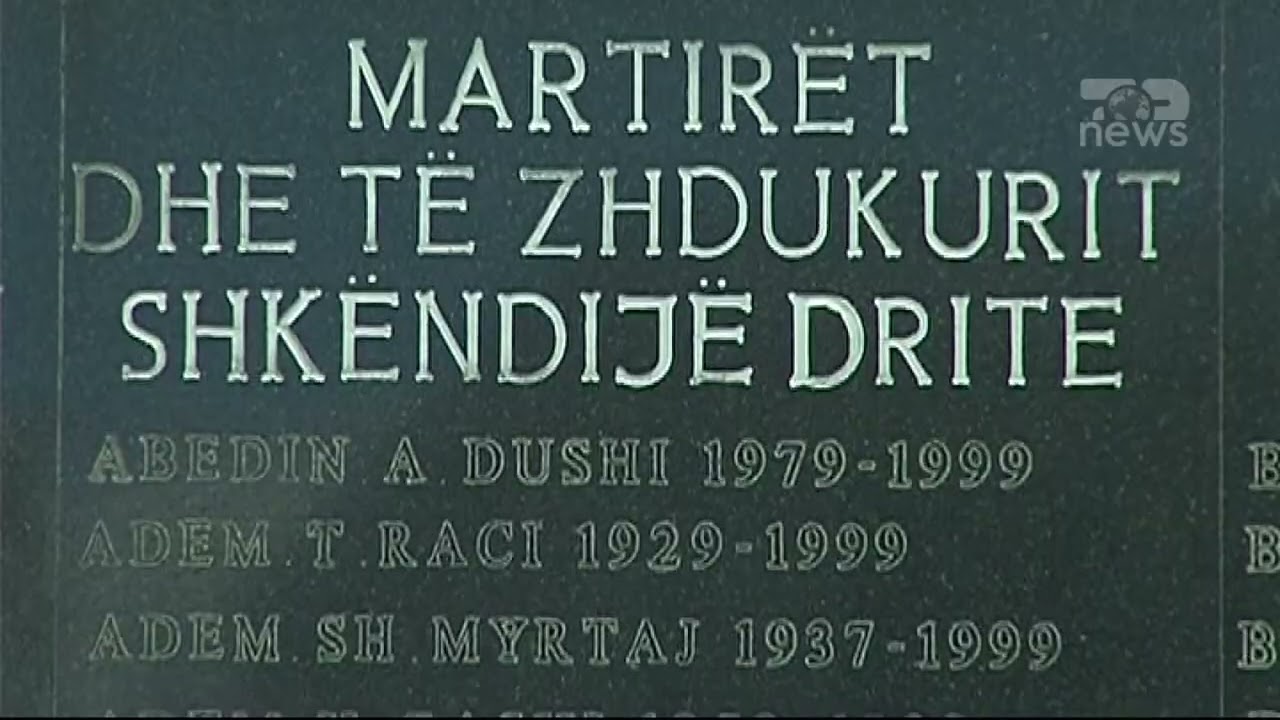 MARTIRËT
DHE TË ZHDUKURIT
SHKËNDIJË DRITE
ABEDIN . A . DUSHI 1979-1999
ADEM . T . RACI 1929-1999
ADEM . SH . MYRTAJ 1937-1999
B
B
B
news